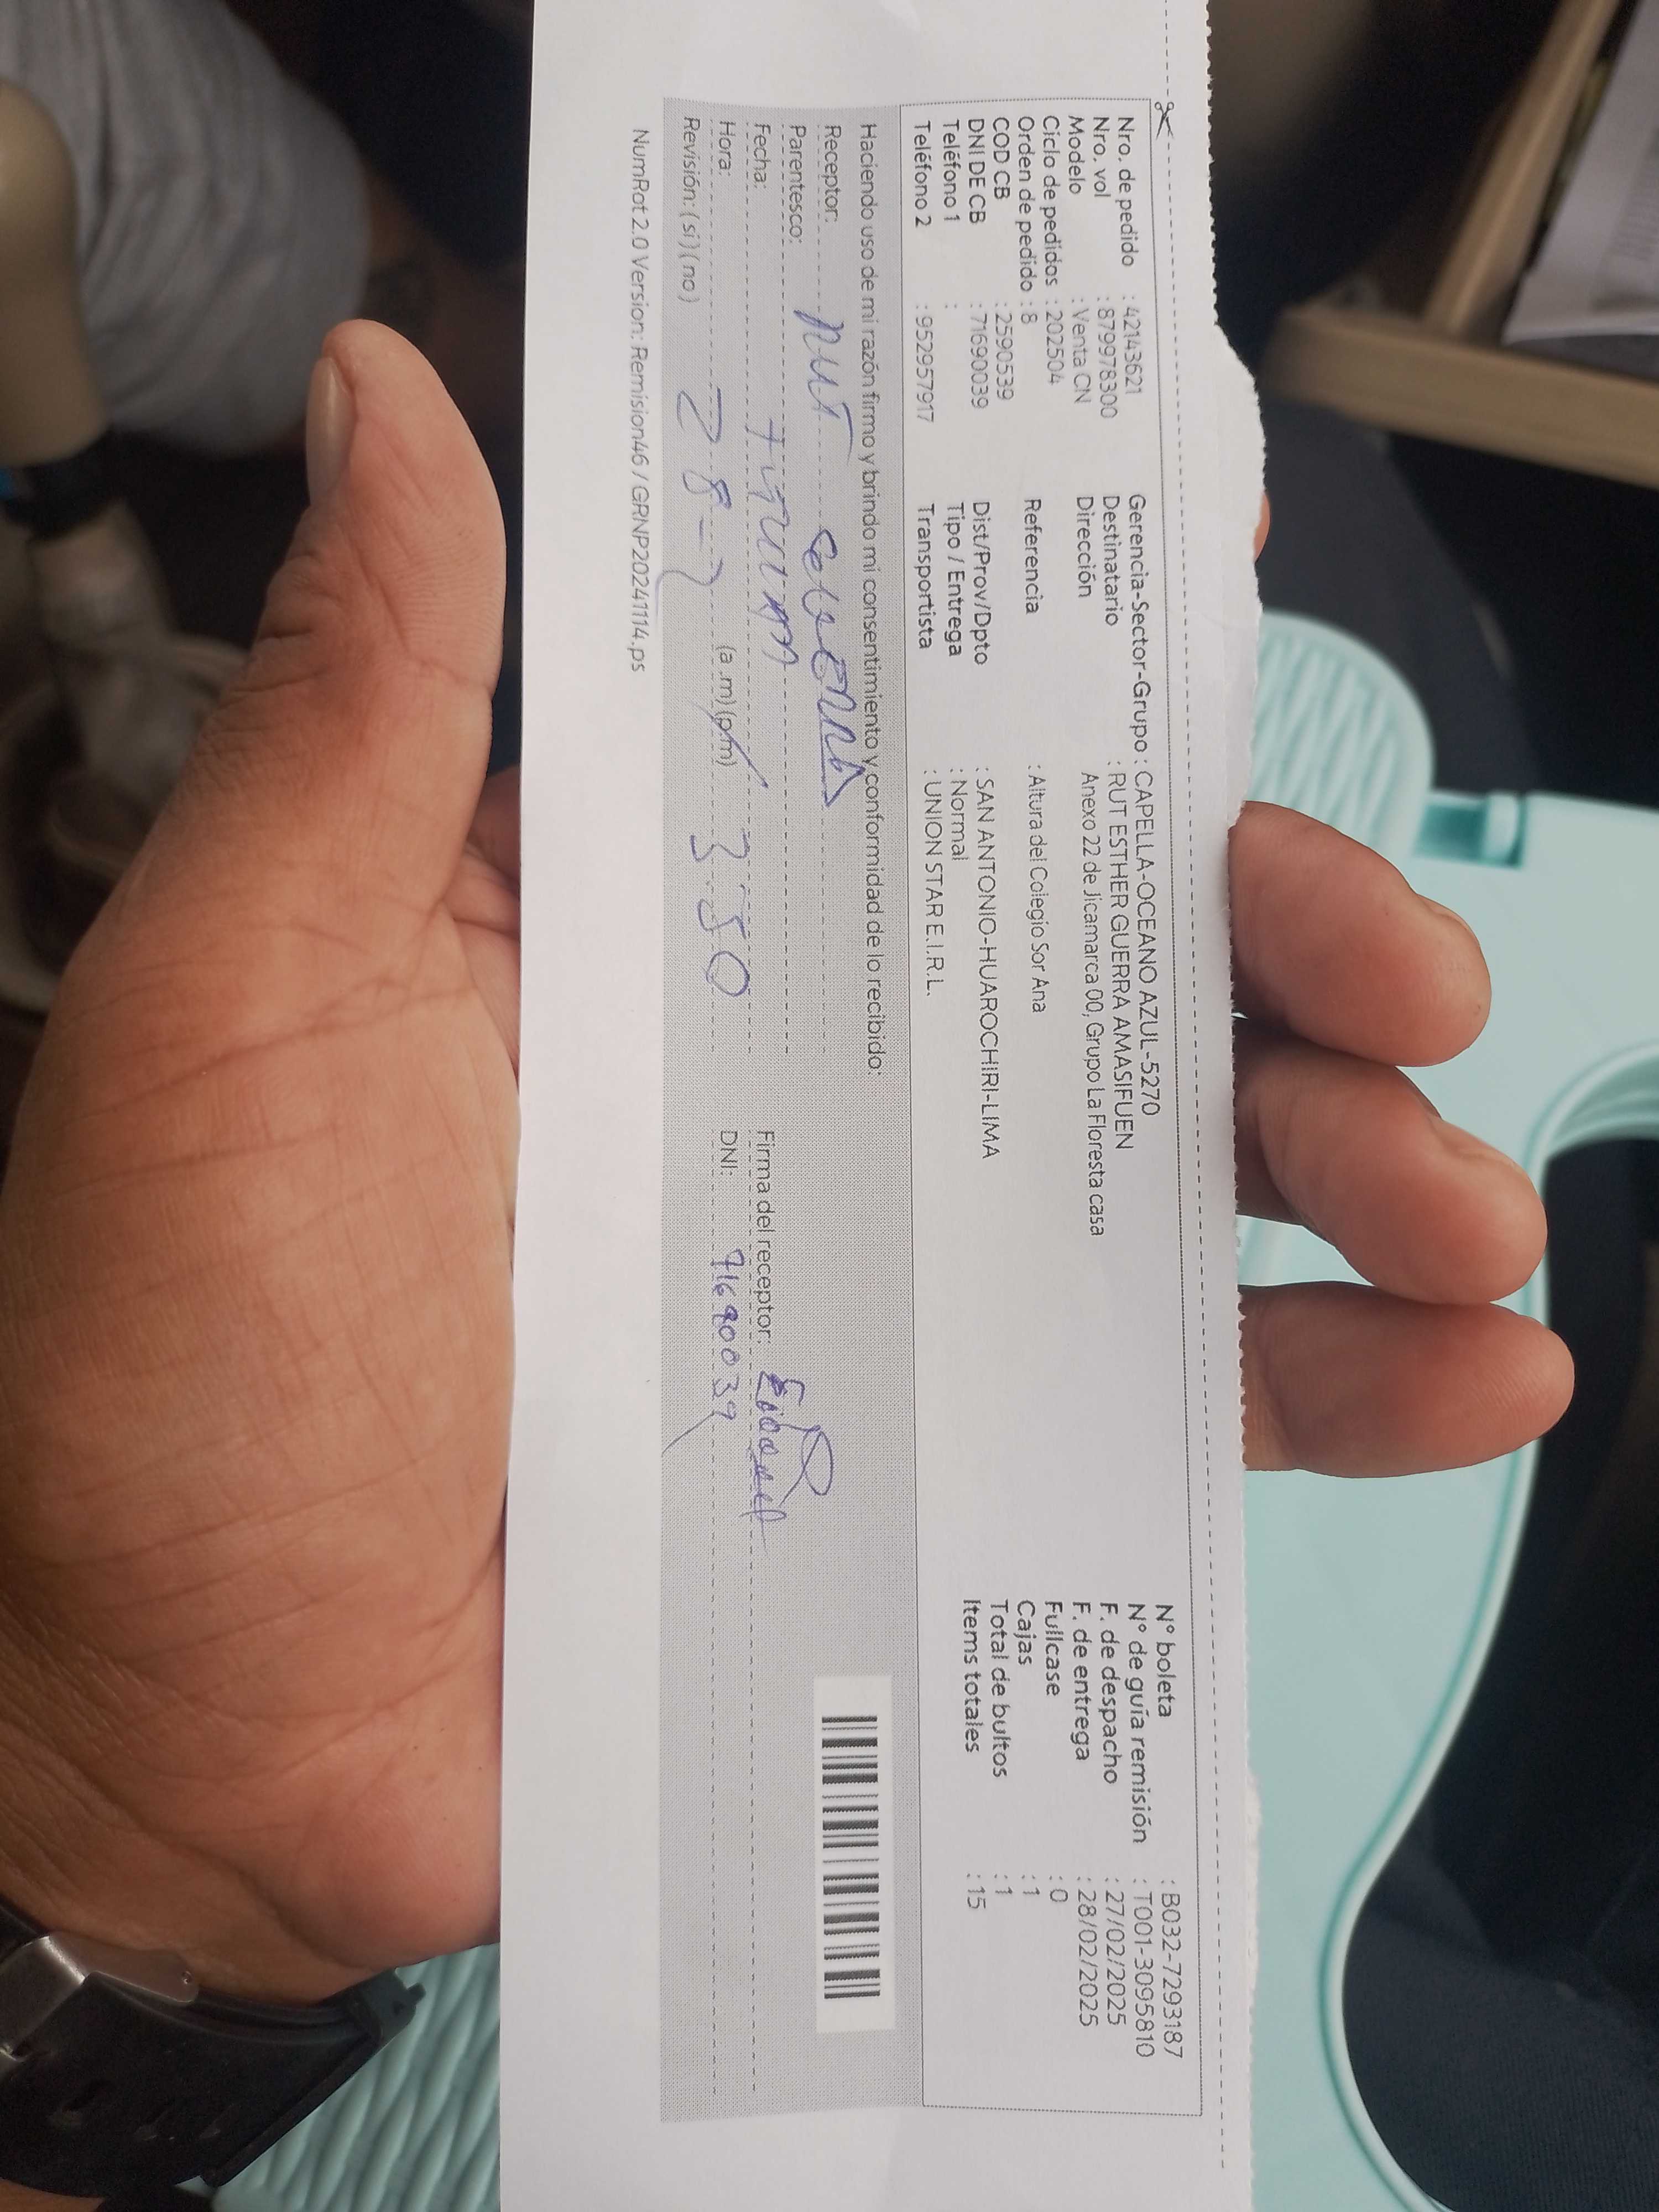 Nro. de pedido : 42143621
Nro. vol : 8799978300
Modelo : Venta CN
Ciclo de pedidos : 202504
Orden de pedido : 8
COD CB : 2590539
DNI DE CB : 71690039
Teléfono 1 :
Teléfono 2 : 952957917
Gerencia-Sector-Grupo : CAPELLA-OCEANO AZUL-5270
Destinatario : RUT ESTHER GUERRA AMASIFUEN
Dirección Anexo 22 de Jicamarca 00, Grupo La Floresta casa
Referencia : Altura del Colegio Sor Ana
Dist/Prov/Dpto : SAN ANTONIO-HUAROCHIRI-LIMA
Tipo / Entrega : Normal
Transportista : UNION STAR E.I.R.L.
N° boleta : B032-7293187
N° de guía remisión : T001-3095810
F. de despacho : 27/02/2025
F. de entrega : 28/02/2025
Fullcase : 0
Cajas : 1
Total de bultos : 1
Items totales : 15
Haciendo uso de mi razón firmo y brindo mi consentimiento y conformidad de lo recibido:
Receptor:
Parentesco:
Fecha:
Hora: (a.m)(pm) 350
Revisión: (si) (no) 28-2
Firma del receptor:
DNI: 71690039
NumRot 2.0 Version: Remision46 / GRNP20241114.ps